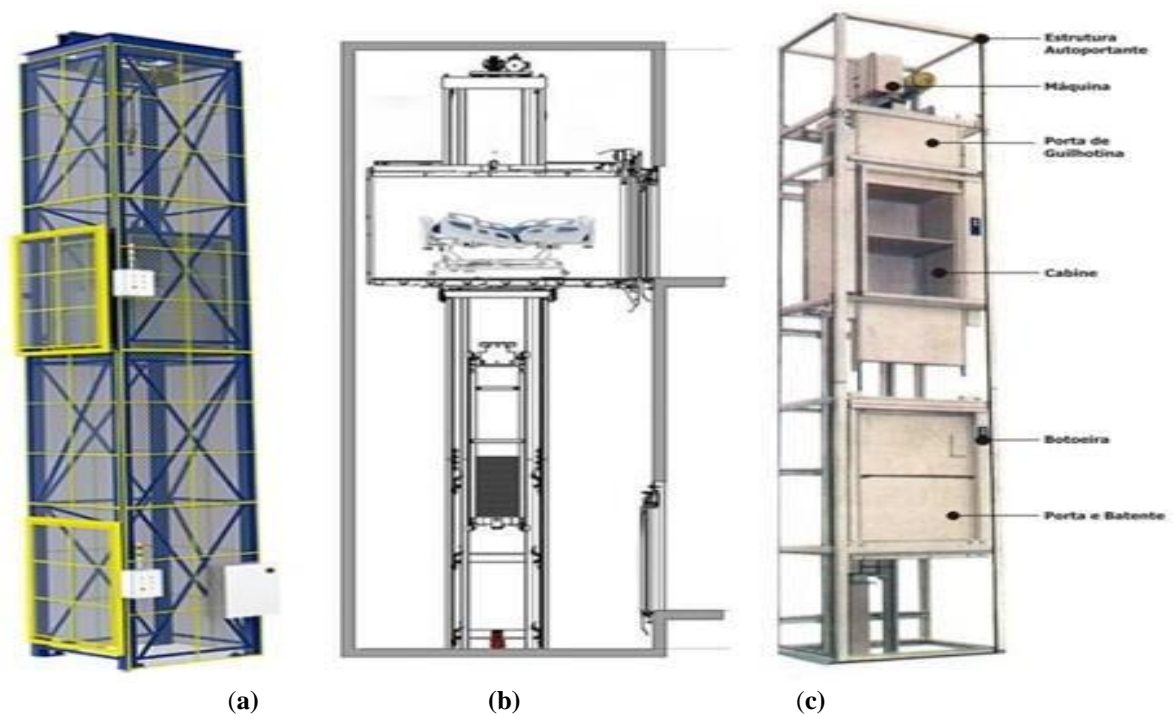 Estrutura
Autoportante
Máquina
Porta de
Guilhotina
Cabine
Botoeira
Porta e Batente
(a)
(b)
(c)